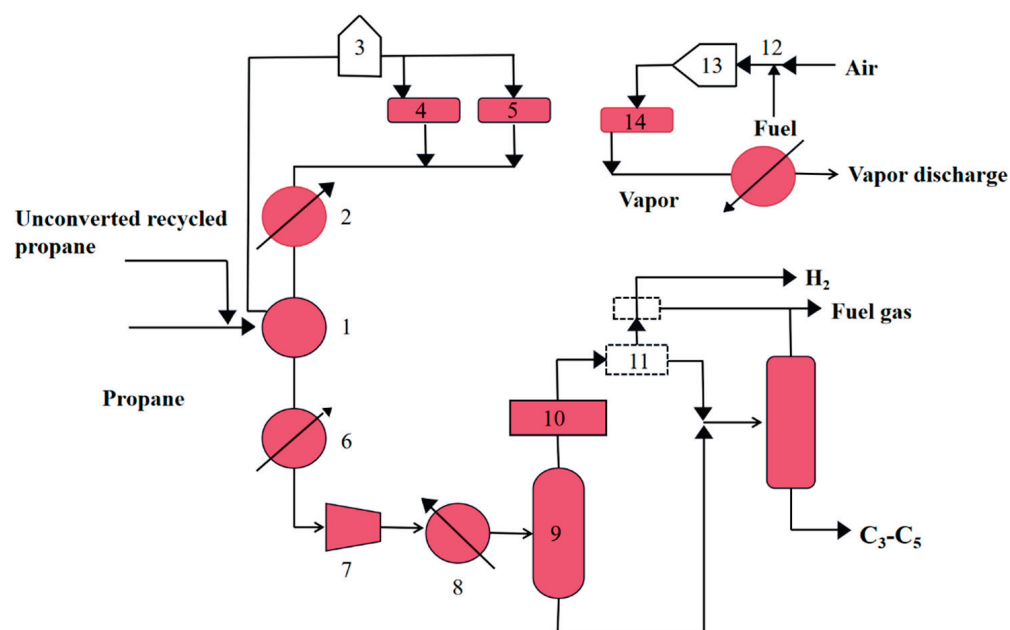 3
4
5
12
13
Air
14
Fuel
Vapor
Vapor discharge
2
Unconverted recycled
propane
1
Propane
H₂
Fuel gas
11
10
6
9
7
8
C₃-C₅